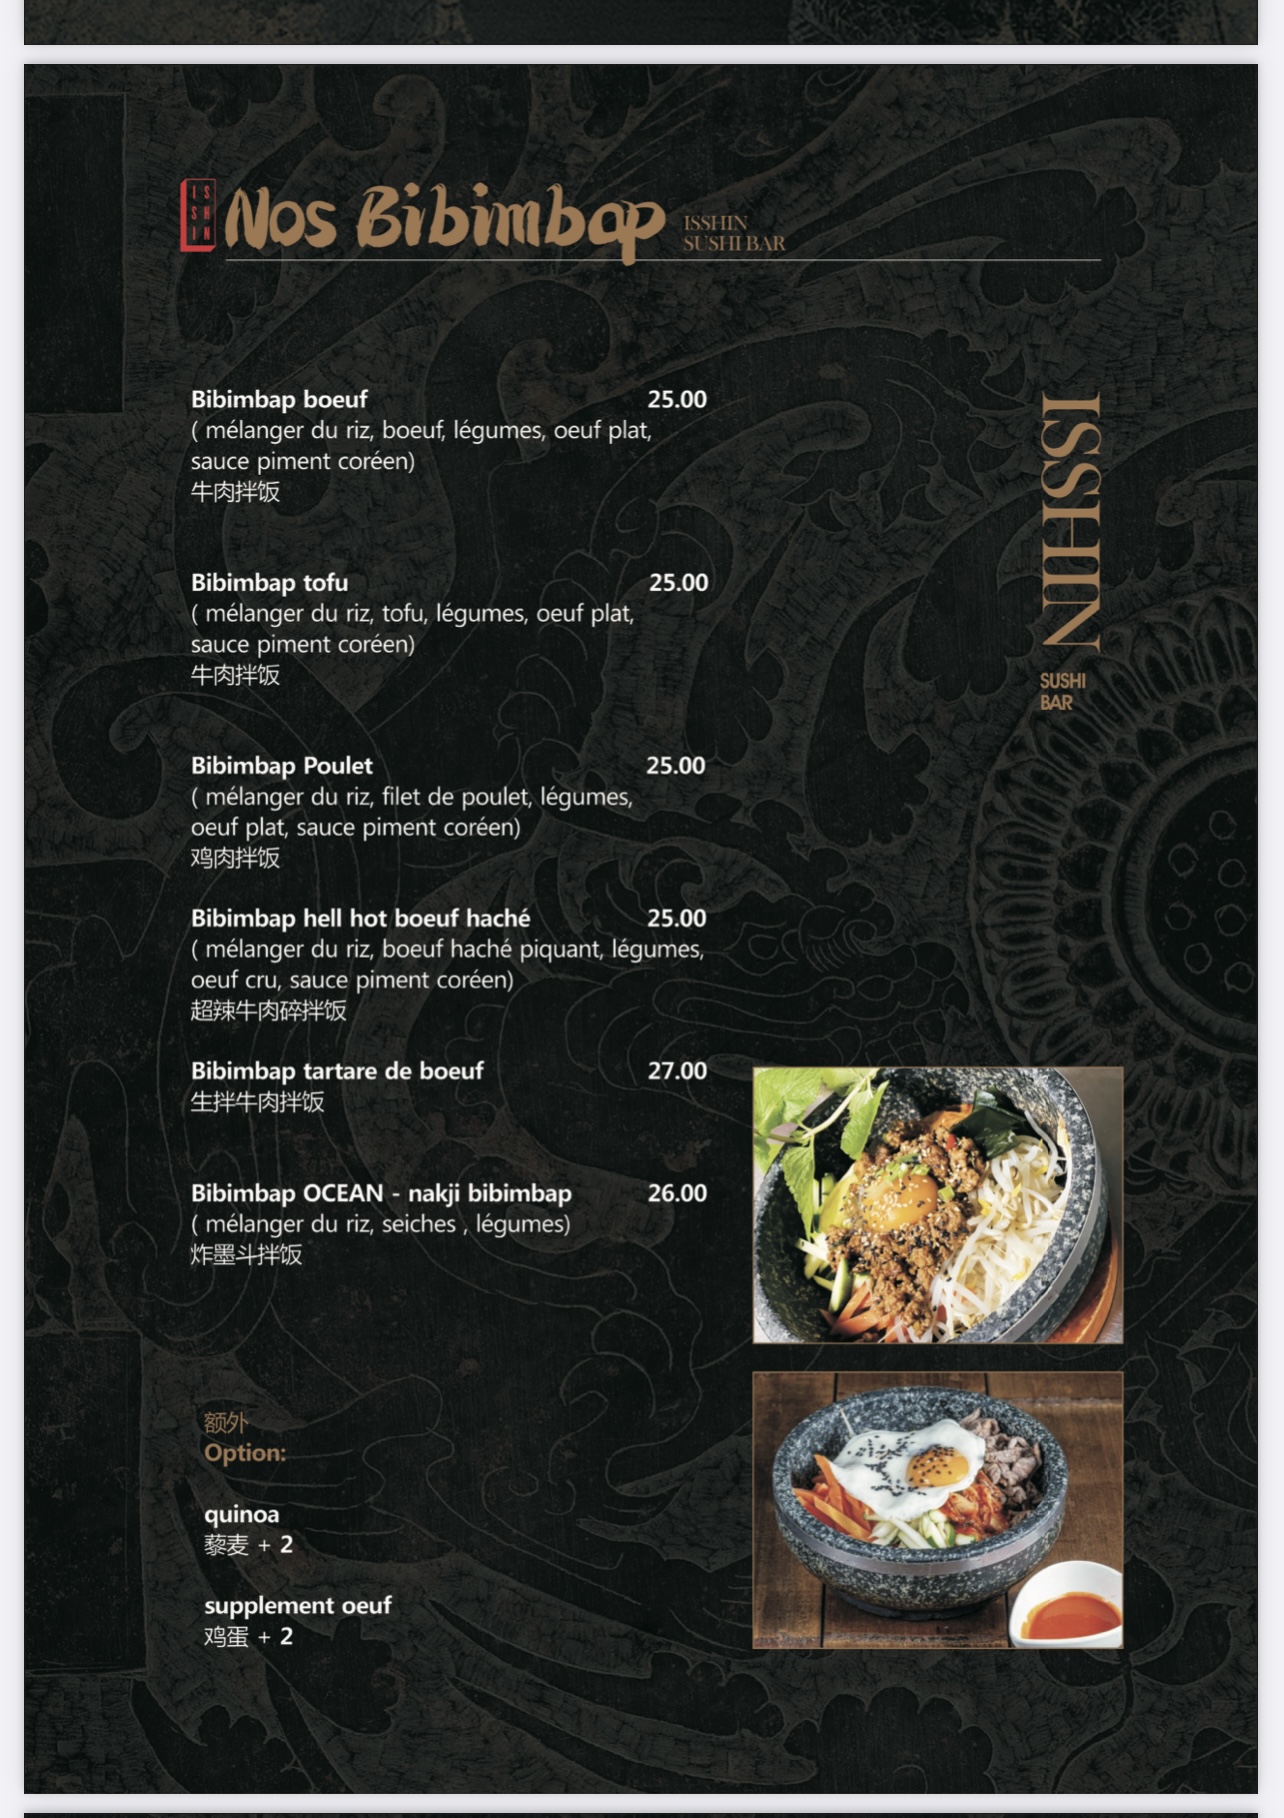 ISSHIN
Nos Bibimbap
ISSHIN
SUSHI BAR
Bibimbap boeuf 25.00
( mélanger du riz, boeuf, légumes, oeuf plat,
sauce piment coréen)
牛肉拌饭
Bibimbap tofu 25.00
( mélanger du riz, tofu, légumes, oeuf plat,
sauce piment coréen)
牛肉拌饭
Bibimbap Poulet 25.00
( mélanger du riz, filet de poulet, légumes,
oeuf plat, sauce piment coréen)
鸡肉拌饭
Bibimbap hell hot boeuf haché 25.00
( mélanger du riz, boeuf haché piquant, légumes,
oeuf cru, sauce piment coréen)
超辣牛肉碎拌饭
Bibimbap tartare de boeuf 27.00
生拌牛肉拌饭
Bibimbap OCEAN - nakji bibimbap 26.00
( mélanger du riz, seiches , légumes)
炸墨斗拌饭
额外
Option:
quinoa
藜麦 + 2
supplement oeuf
鸡蛋 + 2
ISSHIN
SUSHI
BAR